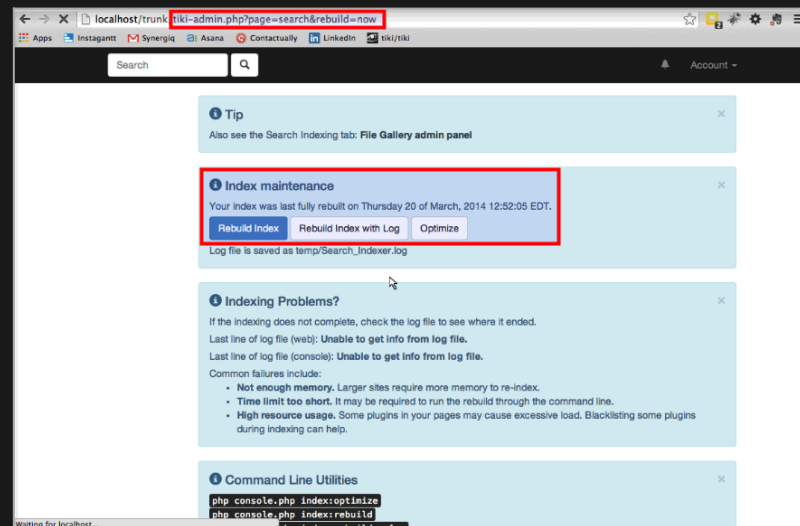 localhost/trunk/tiki-admin.php?page=search&rebuild=now
Apps Instagantt Synergiq Asana Contactually LinkedIn tiki/tiki
2
Search
Account
Tip
Also see the Search Indexing tab: File Gallery admin panel
Index maintenance
Your index was last fully rebuilt on Thursday 20 of March, 2014 12:52:05 EDT.
Rebuild Index Rebuild Index with Log Optimize
Log file is saved as temp/Search_Indexer.log
Indexing Problems?
If the indexing does not complete, check the log file to see where it ended.
Last line of log file (web): Unable to get info from log file.
Last line of log file (console): Unable to get info from log file.
Common failures include:
• Not enough memory. Larger sites require more memory to re-index.
• Time limit too short. It may be required to run the rebuild through the command line.
• High resource usage. Some plugins in your pages may cause excessive load. Blacklisting some plugins
during indexing can help.
Command Line Utilities
php console.php index:optimize
php console.php index:rebuild
Waiting for localhost...